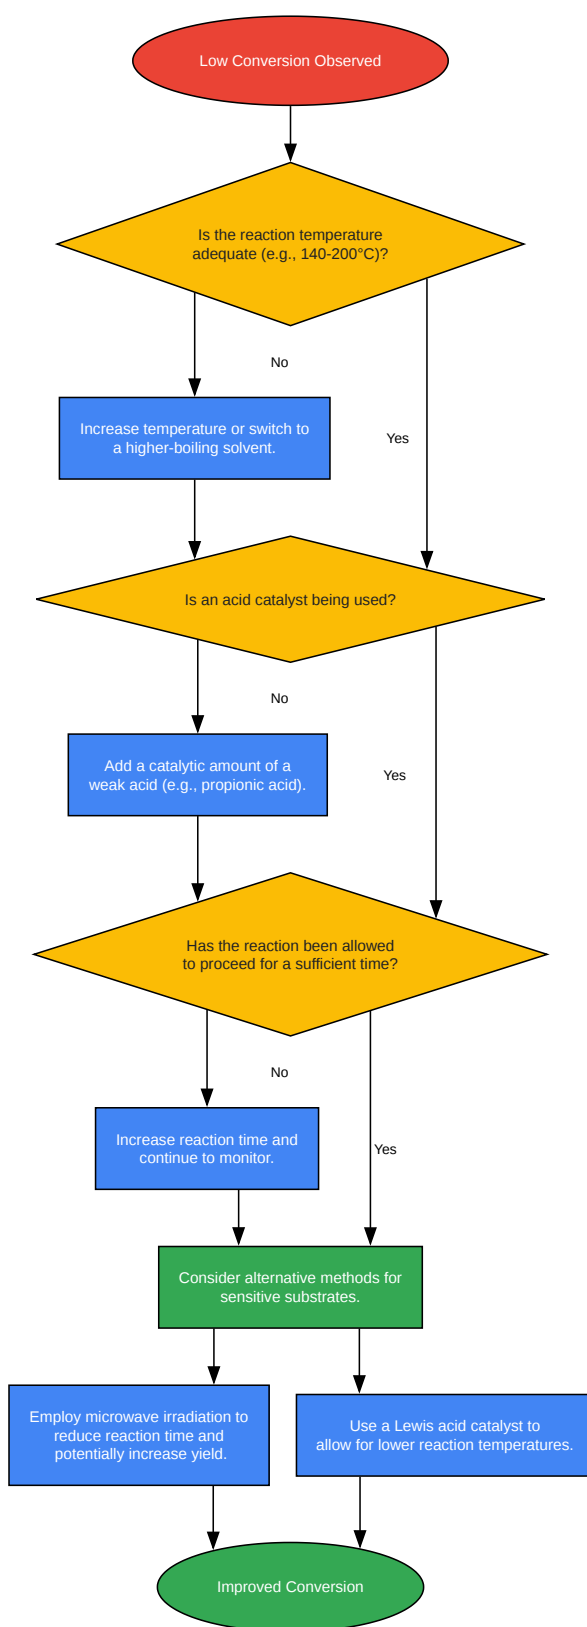 Low Conversion Observed
Is the reaction temperature
adequate (e.g., 140-200°C)?
No
Increase temperature or switch to
a higher-boiling solvent.
Yes
Is an acid catalyst being used?
No
Add a catalytic amount of a
weak acid (e.g., propionic acid).
Yes
Has the reaction been allowed
to proceed for a sufficient time?
No
Increase reaction time and
continue to monitor.
Yes
Consider alternative methods for
sensitive substrates.
Employ microwave irradiation to
reduce reaction time and
potentially increase yield.
Use a Lewis acid catalyst to
allow for lower reaction temperatures.
Improved Conversion